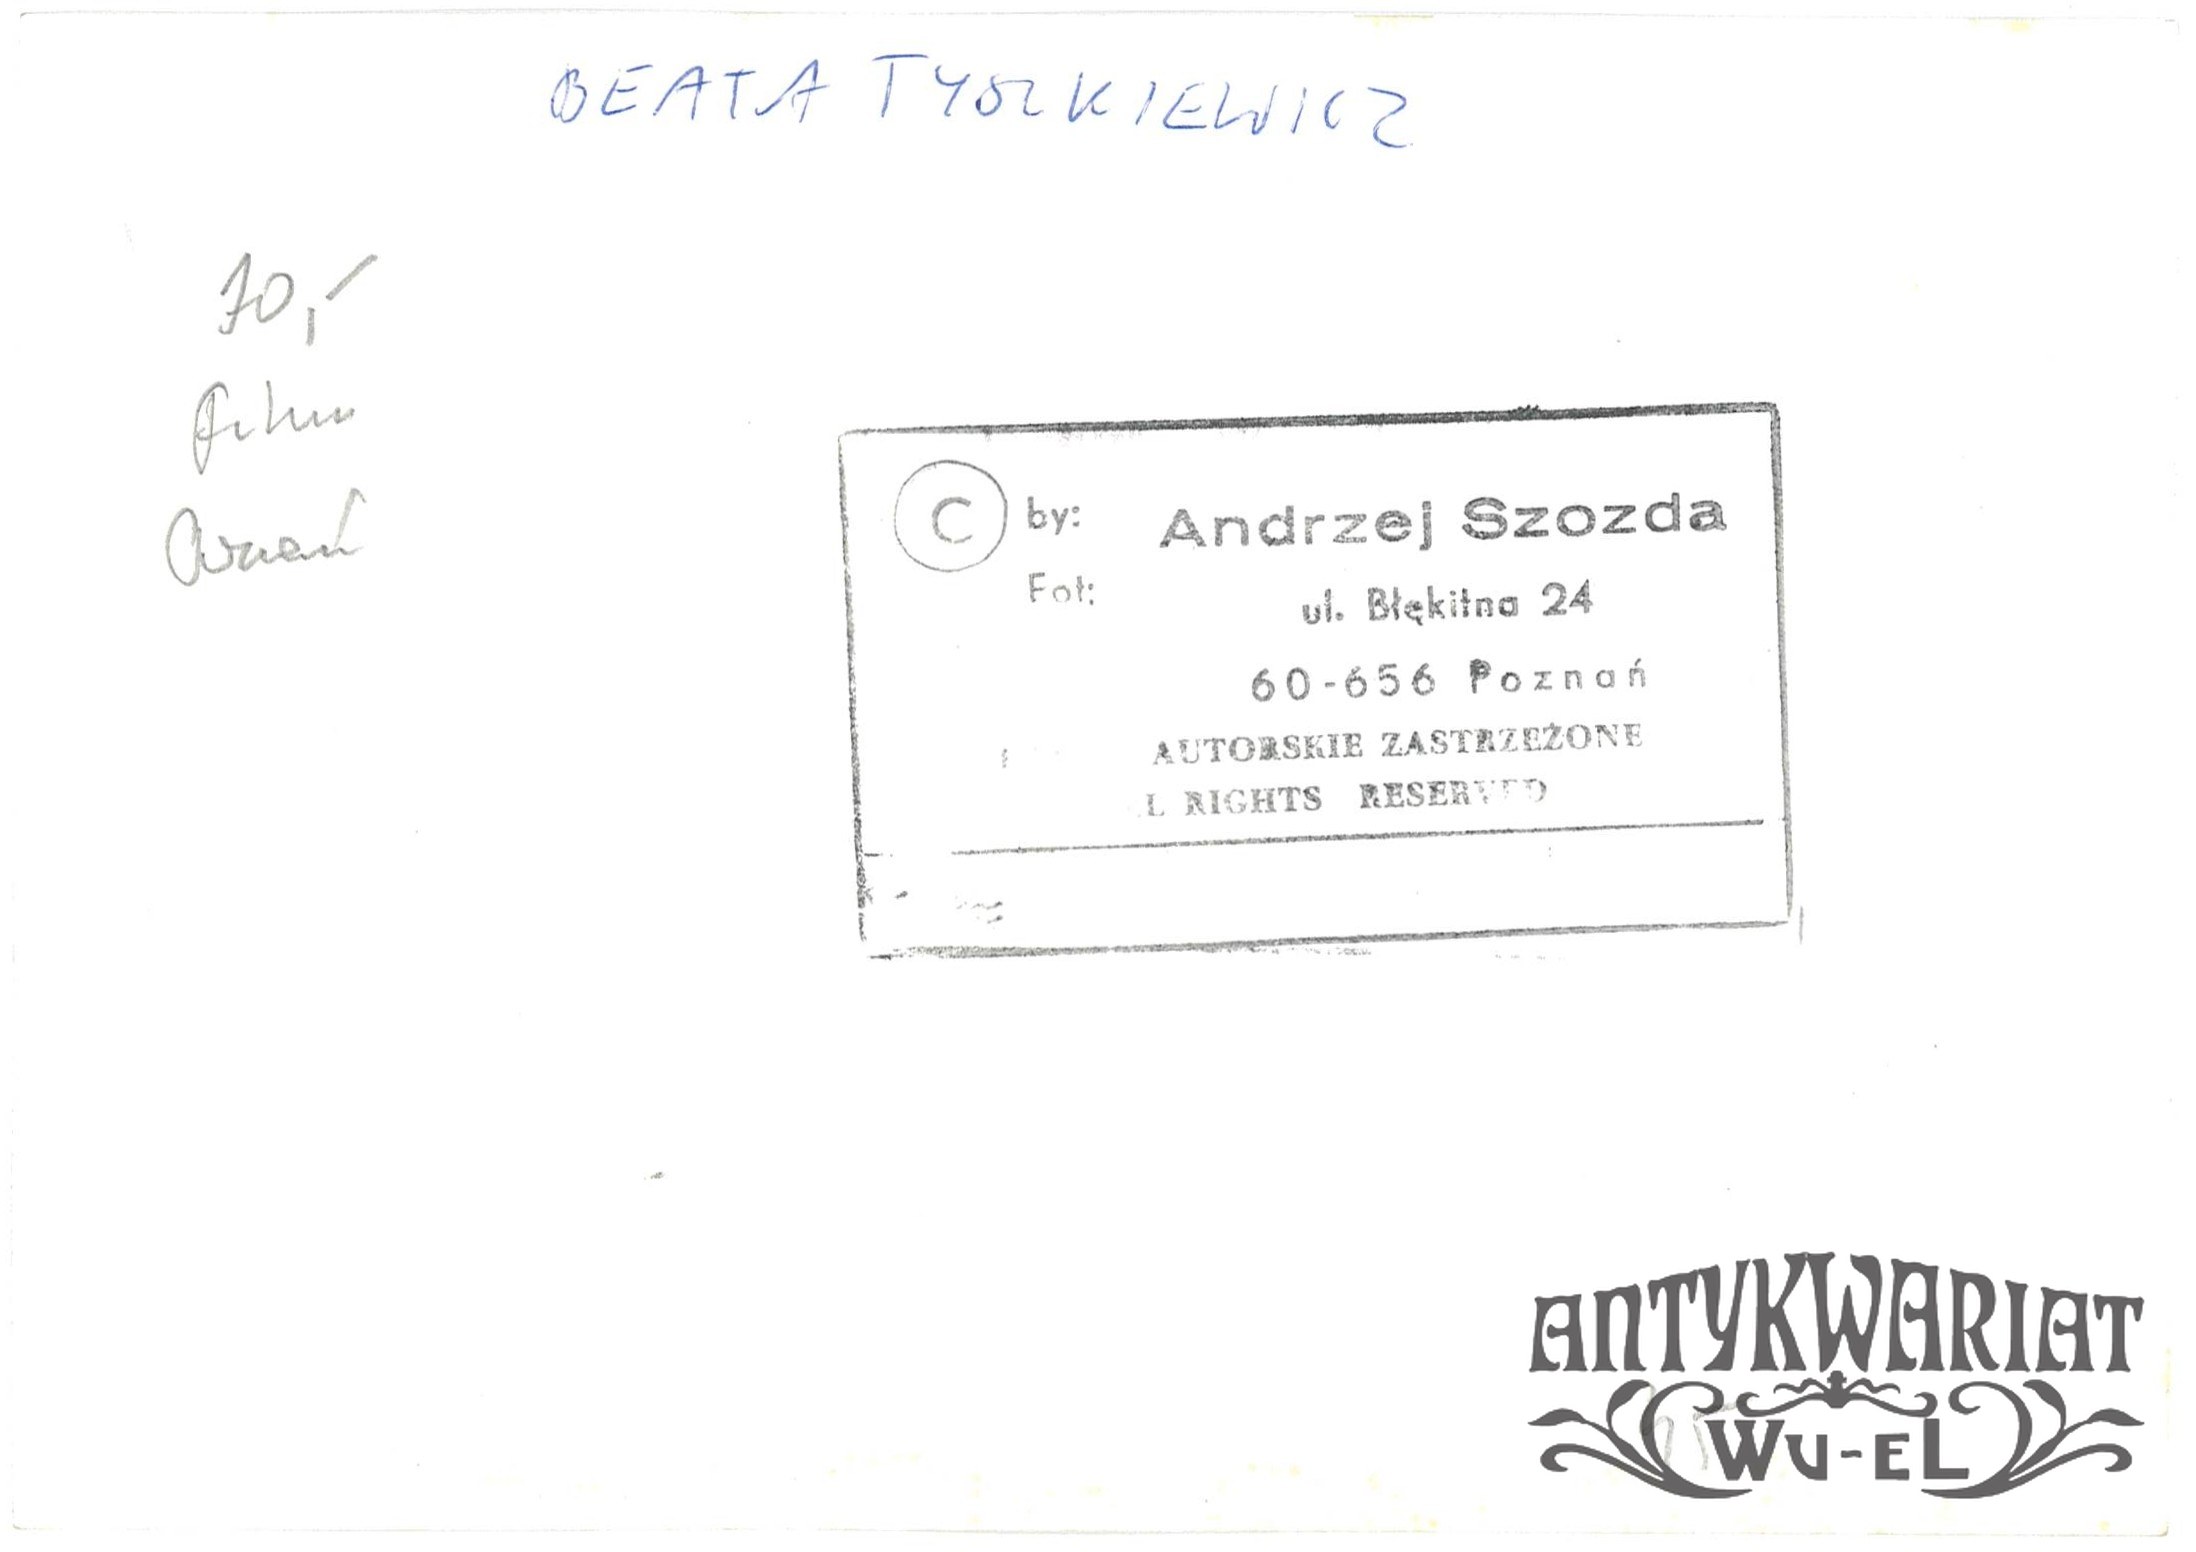 BEATA TYSZKIEWICZ
70,-
film
© by: Andrzej Szozda
Fot: ul. Błękitna 24
60-656 Poznań
AUTORSKIE ZASTRZEŻONE
L RIGHTS RESERVED
ANTYKWARIAT
WU-EL